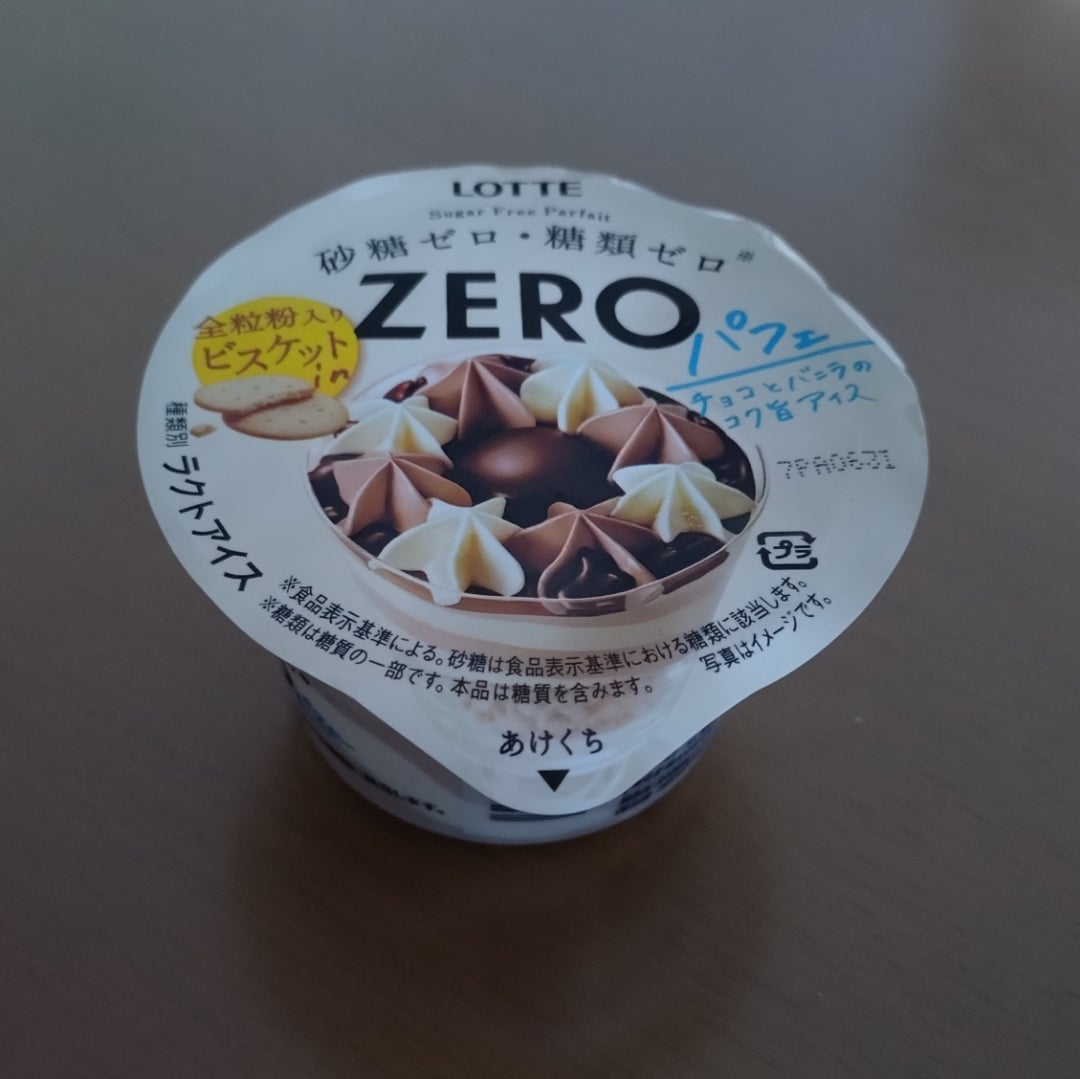 LOTTE
Sugar Free Parfait
砂糖ゼロ・糖類ゼロ※
ZERO
パフェ
チョコとバニラの
コク旨アイス
全粒粉入り
ビスケット
in
種類別 ラクトアイス
7PA063I
プラ
※食品表示基準による。砂糖は食品表示基準における糖類に該当します。
※糖類は糖質の一部です。本品は糖質を含みます。
写真はイメージです。
あけくち
します。